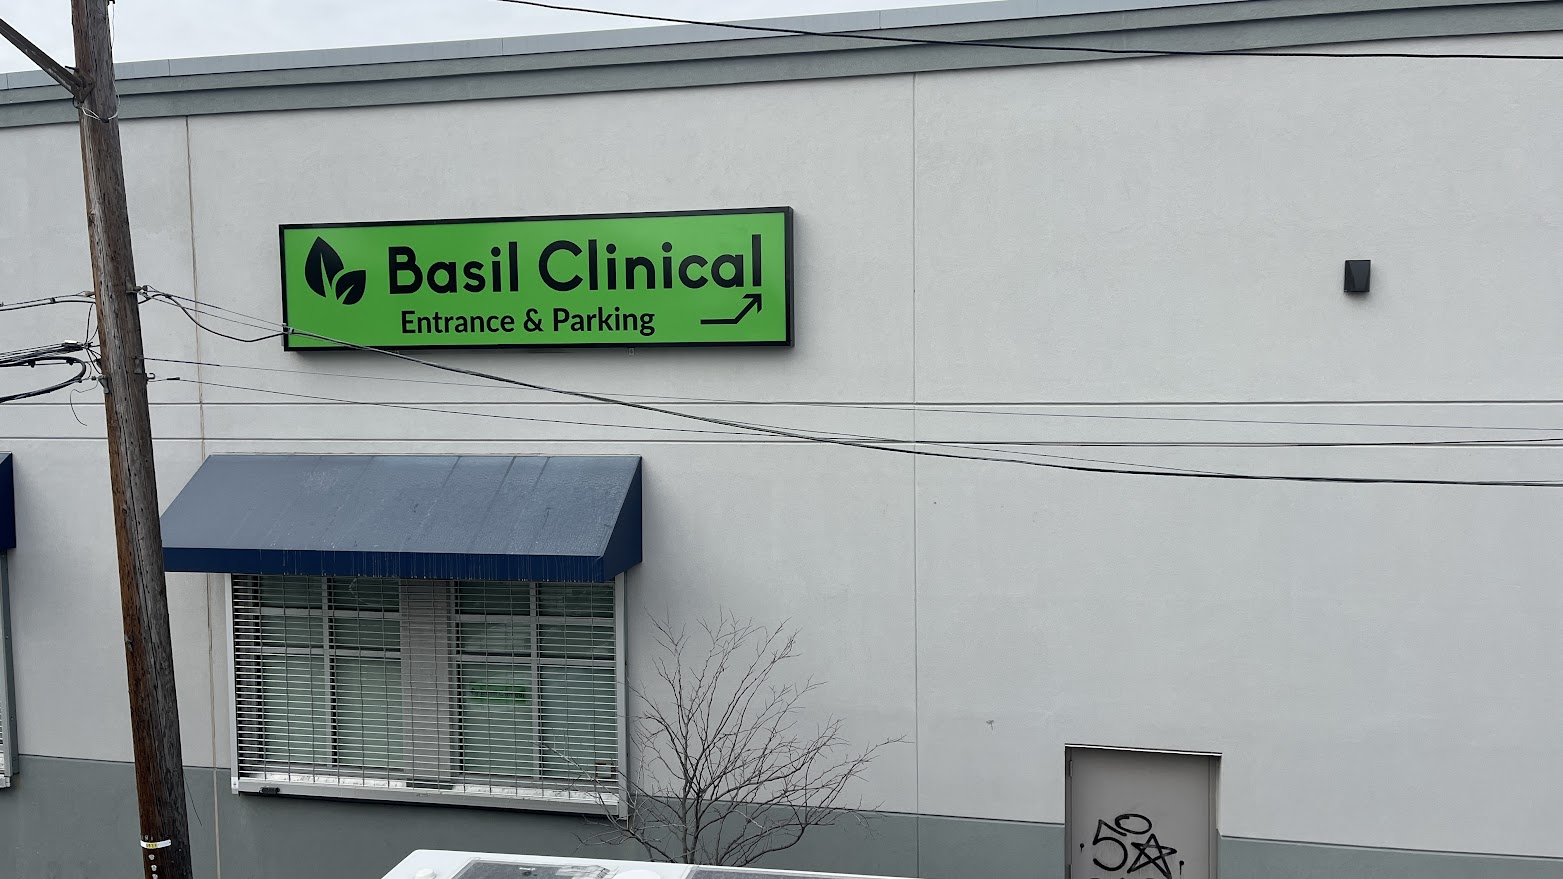 Basil Clinical
Entrance & Parking